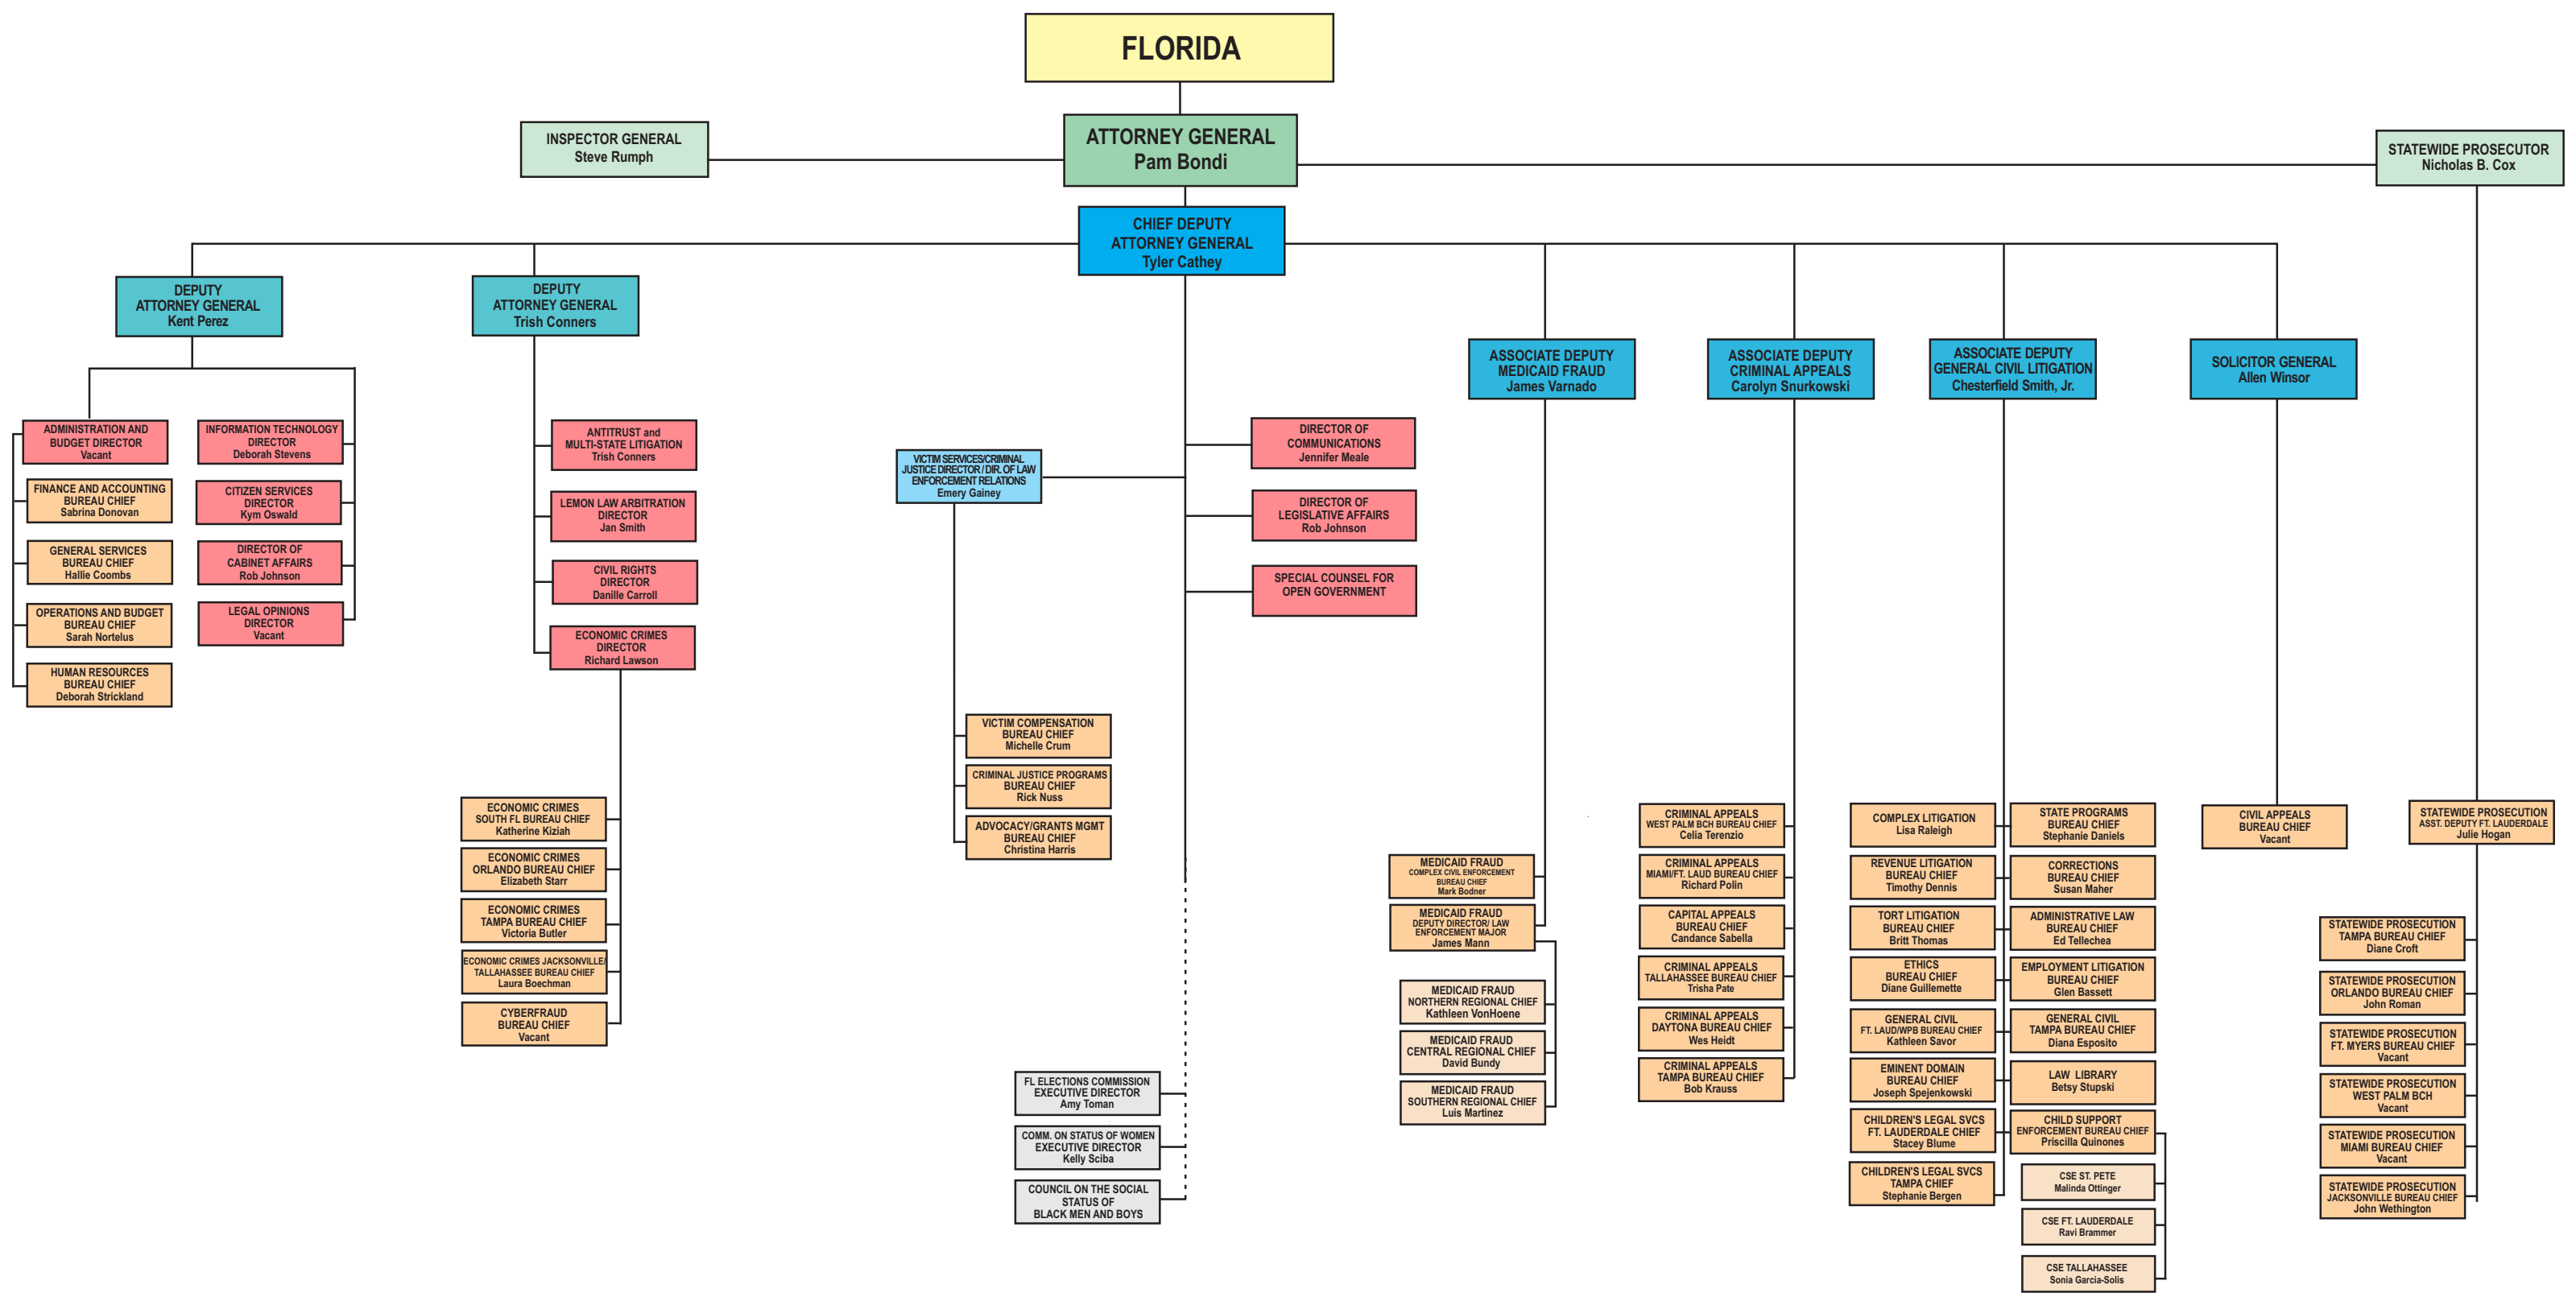 FLORIDA
INSPECTOR GENERAL
Steve Rumph
ATTORNEY GENERAL
Pam Bondi
STATEWIDE PROSECUTOR
Nicholas B. Cox
CHIEF DEPUTY
ATTORNEY GENERAL
Tyler Cathey
DEPUTY
ATTORNEY GENERAL
Kent Perez
DEPUTY
ATTORNEY GENERAL
Trish Conners
ASSOCIATE DEPUTY
MEDICAID FRAUD
James Varnado
ASSOCIATE DEPUTY
CRIMINAL APPEALS
Carolyn Snurkowski
ASSOCIATE DEPUTY
GENERAL CIVIL LITIGATION
Chesterfield Smith, Jr.
SOLICITOR GENERAL
Allen Winsor
ADMINISTRATION AND
BUDGET DIRECTOR
Vacant
FINANCE AND ACCOUNTING
BUREAU CHIEF
Sabrina Donovan
GENERAL SERVICES
BUREAU CHIEF
Hallie Coombs
OPERATIONS AND BUDGET
BUREAU CHIEF
Sarah Nortelus
HUMAN RESOURCES
BUREAU CHIEF
Deborah Strickland
INFORMATION TECHNOLOGY
DIRECTOR
Deborah Stevens
CITIZEN SERVICES
DIRECTOR
Kym Oswald
DIRECTOR OF
CABINET AFFAIRS
Rob Johnson
LEGAL OPINIONS
DIRECTOR
Vacant
ANTITRUST and
MULTI-STATE LITIGATION
Trish Conners
LEMON LAW ARBITRATION
DIRECTOR
Jan Smith
CIVIL RIGHTS
DIRECTOR
Danille Carroll
ECONOMIC CRIMES
DIRECTOR
Richard Lawson
ECONOMIC CRIMES
SOUTH FL BUREAU CHIEF
Katherine Kiziah
ECONOMIC CRIMES
ORLANDO BUREAU CHIEF
Elizabeth Starr
ECONOMIC CRIMES
TAMPA BUREAU CHIEF
Victoria Butler
ECONOMIC CRIMES JACKSONVILLE/
TALLAHASSEE BUREAU CHIEF
Laura Boechman
CYBERFRAUD
BUREAU CHIEF
Vacant
VICTIM SERVICES/CRIMINAL
JUSTICE DIRECTOR / DIR. OF LAW
ENFORCEMENT RELATIONS
Emery Gainey
VICTIM COMPENSATION
BUREAU CHIEF
Michelle Crum
CRIMINAL JUSTICE PROGRAMS
BUREAU CHIEF
Rick Nuss
ADVOCACY/GRANTS MGMT
BUREAU CHIEF
Christina Harris
DIRECTOR OF
COMMUNICATIONS
Jennifer Meale
DIRECTOR OF
LEGISLATIVE AFFAIRS
Rob Johnson
SPECIAL COUNSEL FOR
OPEN GOVERNMENT
FL ELECTIONS COMMISSION
EXECUTIVE DIRECTOR
Amy Toman
COMM. ON STATUS OF WOMEN
EXECUTIVE DIRECTOR
Kelly Sciba
COUNCIL ON THE SOCIAL
STATUS OF
BLACK MEN AND BOYS
MEDICAID FRAUD
COMPLEX CIVIL ENFORCEMENT
BUREAU CHIEF
Mark Bodner
MEDICAID FRAUD
DEPUTY DIRECTOR/ LAW
ENFORCEMENT MAJOR
James Mann
MEDICAID FRAUD
NORTHERN REGIONAL CHIEF
Kathleen VonHoene
MEDICAID FRAUD
CENTRAL REGIONAL CHIEF
David Bundy
MEDICAID FRAUD
SOUTHERN REGIONAL CHIEF
Luis Martinez
CRIMINAL APPEALS
WEST PALM BCH BUREAU CHIEF
Celia Terenzio
CRIMINAL APPEALS
MIAMI/FT. LAUD BUREAU CHIEF
Richard Polin
CAPITAL APPEALS
BUREAU CHIEF
Candance Sabella
CRIMINAL APPEALS
TALLAHASSEE BUREAU CHIEF
Trisha Pate
CRIMINAL APPEALS
DAYTONA BUREAU CHIEF
Wes Heidt
CRIMINAL APPEALS
TAMPA BUREAU CHIEF
Bob Krauss
COMPLEX LITIGATION
Lisa Raleigh
REVENUE LITIGATION
BUREAU CHIEF
Timothy Dennis
TORT LITIGATION
BUREAU CHIEF
Britt Thomas
ETHICS
BUREAU CHIEF
Diane Guillemette
GENERAL CIVIL
FT. LAUD/WPB BUREAU CHIEF
Kathleen Savor
EMINENT DOMAIN
BUREAU CHIEF
Joseph Spejenkowski
CHILDREN'S LEGAL SVCS
FT. LAUDERDALE CHIEF
Stacey Blume
CHILDREN'S LEGAL SVCS
TAMPA CHIEF
Stephanie Bergen
STATE PROGRAMS
BUREAU CHIEF
Stephanie Daniels
CORRECTIONS
BUREAU CHIEF
Susan Maher
ADMINISTRATIVE LAW
BUREAU CHIEF
Ed Tellechea
EMPLOYMENT LITIGATION
BUREAU CHIEF
Glen Bassett
GENERAL CIVIL
TAMPA BUREAU CHIEF
Diana Esposito
LAW LIBRARY
Betsy Stupski
CHILD SUPPORT
ENFORCEMENT BUREAU CHIEF
Priscilla Quinones
CSE ST. PETE
Malinda Ottinger
CSE FT. LAUDERDALE
Ravi Brammer
CSE TALLAHASSEE
Sonia Garcia-Solis
CIVIL APPEALS
BUREAU CHIEF
Vacant
STATEWIDE PROSECUTION
ASST. DEPUTY FT. LAUDERDALE
Julie Hogan
STATEWIDE PROSECUTION
TAMPA BUREAU CHIEF
Diane Croft
STATEWIDE PROSECUTION
ORLANDO BUREAU CHIEF
John Roman
STATEWIDE PROSECUTION
FT. MYERS BUREAU CHIEF
Vacant
STATEWIDE PROSECUTION
WEST PALM BCH
Vacant
STATEWIDE PROSECUTION
MIAMI BUREAU CHIEF
Vacant
STATEWIDE PROSECUTION
JACKSONVILLE BUREAU CHIEF
John Wethington